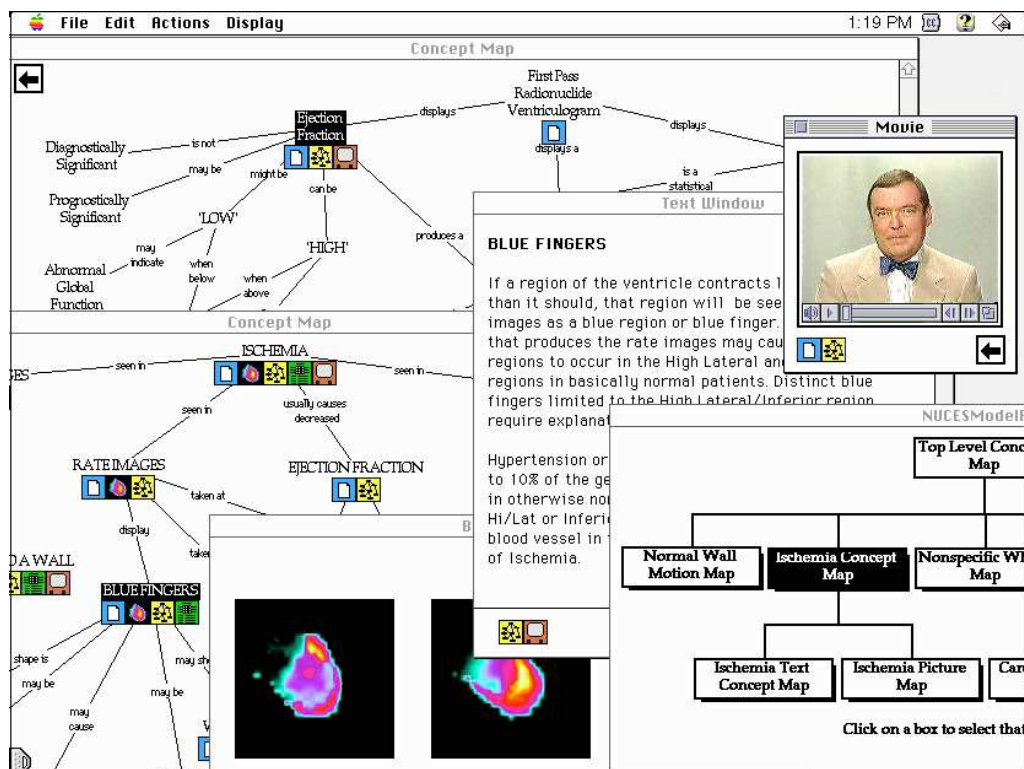 File Edit Actions Display 1:19 PM
Concept Map
First Pass
Radionuclide
Ventriculogram
Ejection
Fraction
displays
displays
displays a
Diagnostically
Significant
is not
may be
might be
can be
is a
statistical
Prognostically
Significant
'LOW'
'HIGH'
produces a
may
indicate
when
below
when
above
Abnormal
Global
Function
Movie
Text Window
BLUE FINGERS
If a region of the ventricle contracts l
than it should, that region will be see
images as a blue region or blue finger.
that produces the rate images may cau
regions to occur in the High Lateral an
regions in basically normal patients. Distinct blue
fingers limited to the High Lateral/Inferior region
require explanat
Hypertension or
to 10% of the ge
in otherwise no
Hi/Lat or Inferi
blood vessel in
of Ischemia.
Concept Map
ISCHEMIA
GES
seen in
seen in
seen in
usually causes
decreased
RATE IMAGES
EJECTION FRACTION
taken at
display
taken
D A WALL
BLUE FINGERS
shape is
may be
may sh
may be
may
cause
B
NUCESModelF
Top Level Conc
Map
Normal Wall
Motion Map
Ischemia Concept
Map
Nonspecific W
Map
Ischemia Text
Concept Map
Ischemia Picture
Map
Car
Click on a box to select that